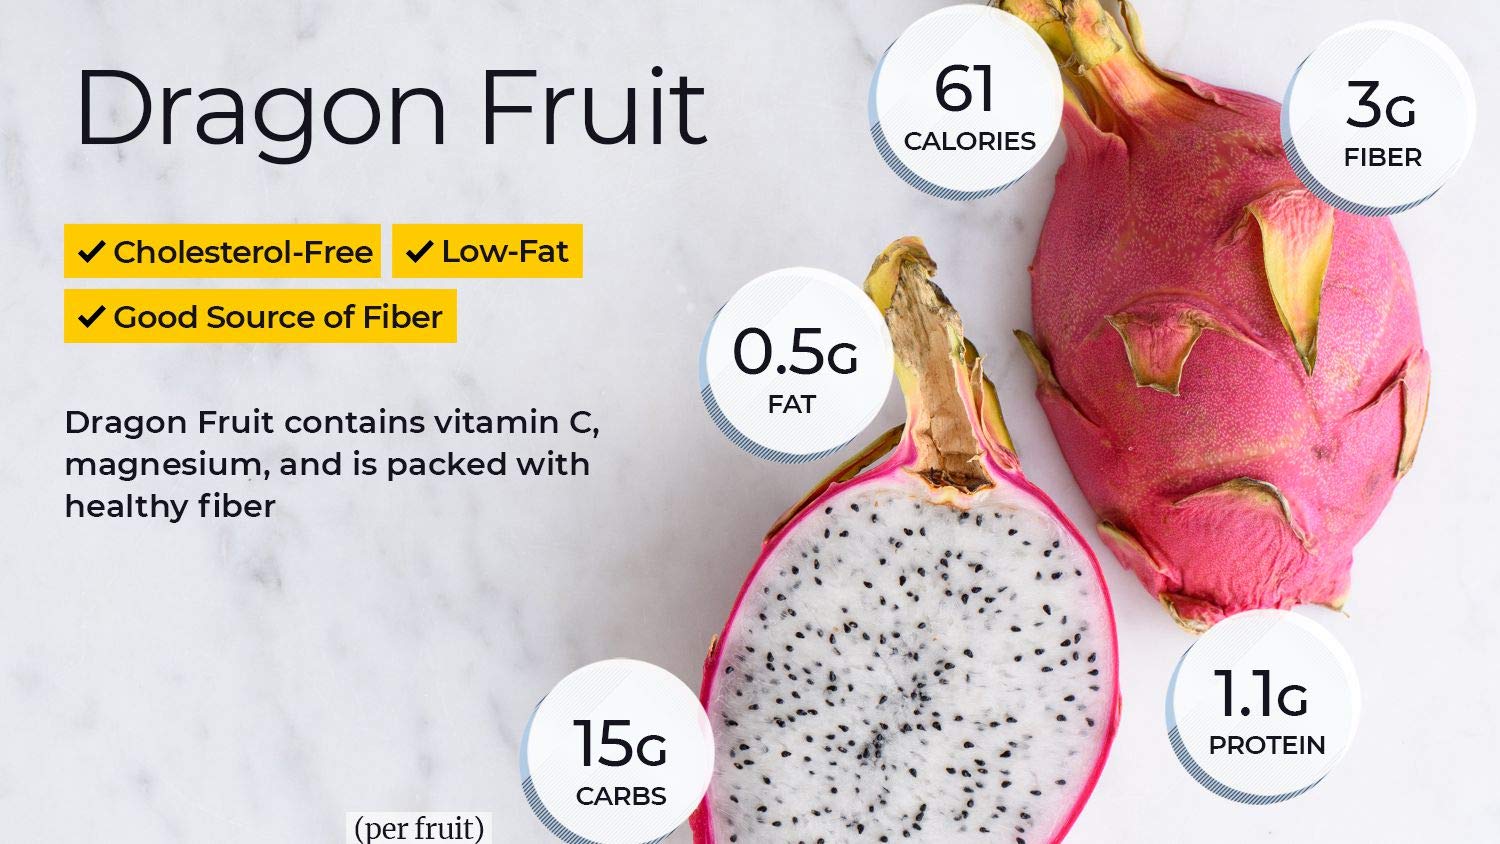 Dragon Fruit
61
CALORIES
3G
FIBER
✓ Cholesterol-Free
✓ Low-Fat
✓ Good Source of Fiber
0.5G
FAT
Dragon Fruit contains vitamin C,
magnesium, and is packed with
healthy fiber
1.1G
PROTEIN
15G
CARBS
(per fruit)